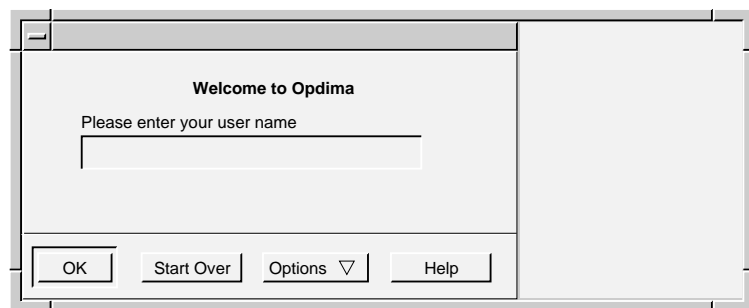 Welcome to Opdima
Please enter your user name
OK Start Over Options Help